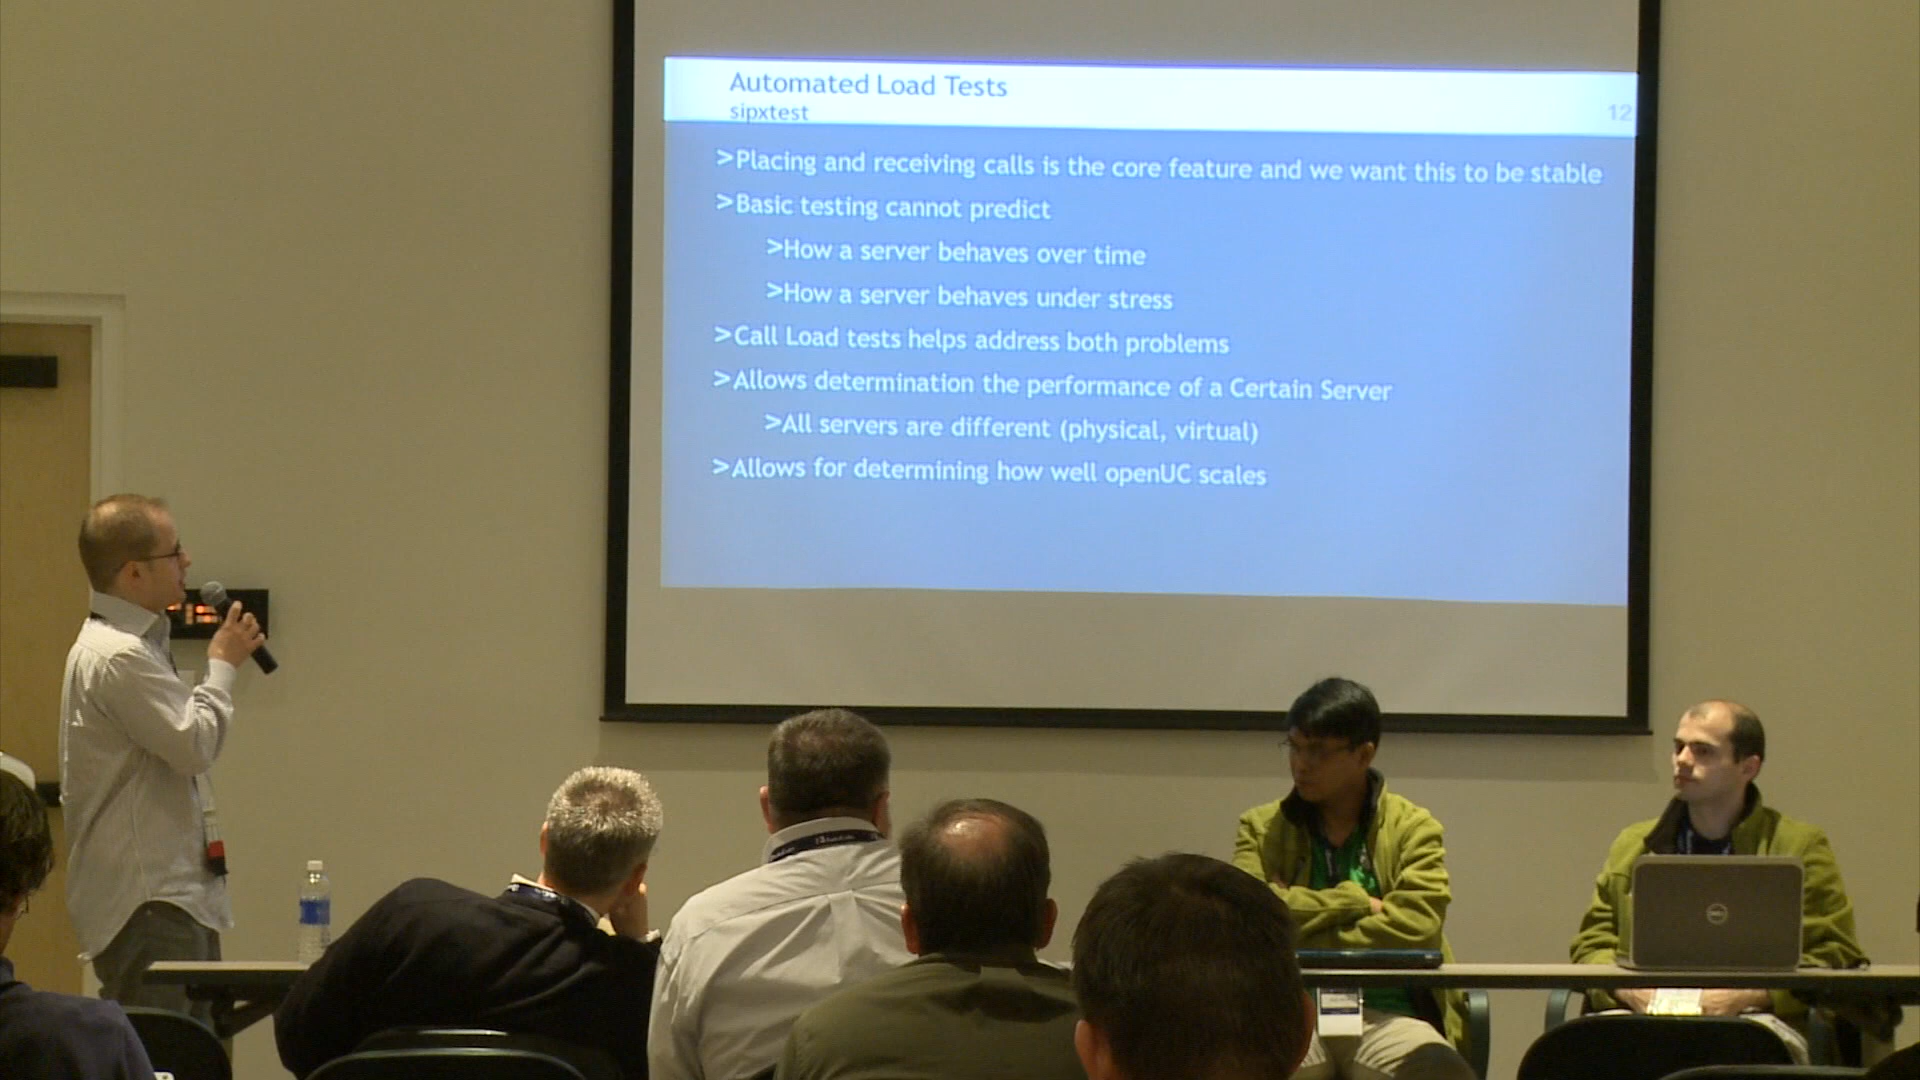 Automated Load Tests
sipxtest
12
>Placing and receiving calls is the core feature and we want this to be stable
>Basic testing cannot predict
>How a server behaves over time
>How a server behaves under stress
>Call Load tests helps address both problems
>Allows determination the performance of a Certain Server
>All servers are different (physical, virtual)
>Allows for determining how well openUC scales
DELL